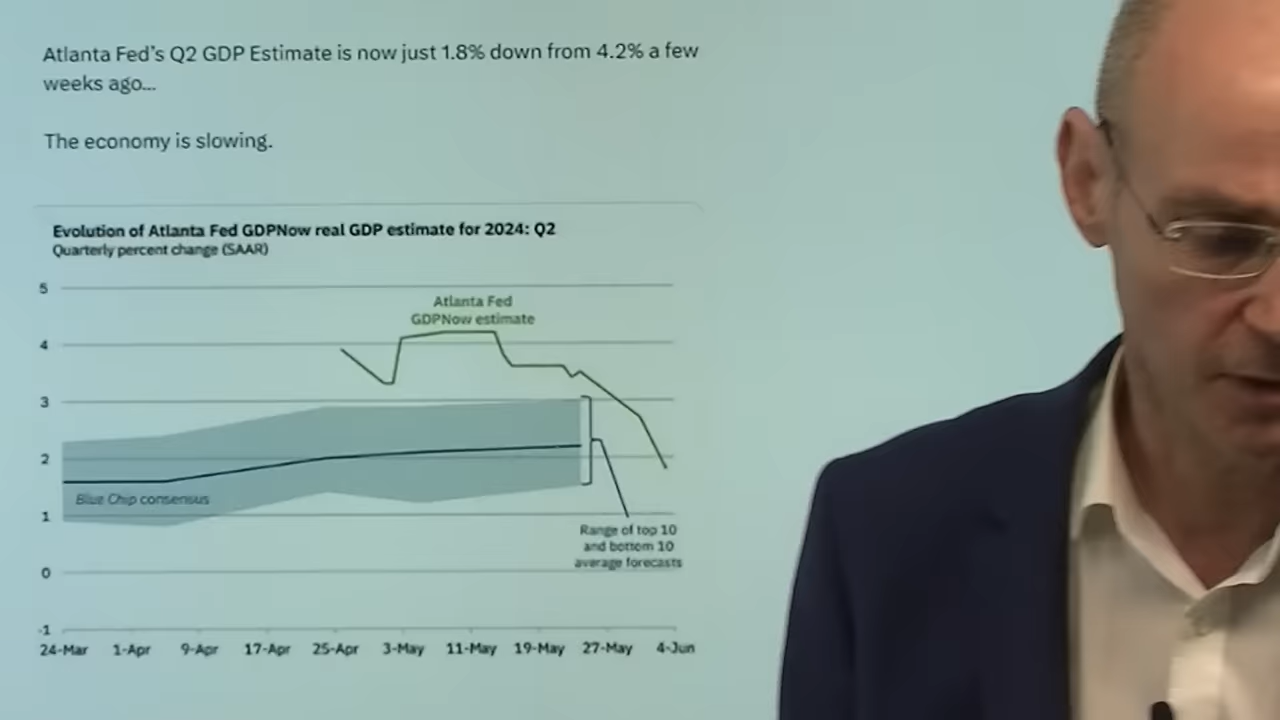 Atlanta Fed's Q2 GDP Estimate is now just 1.8% down from 4.2% a few
weeks ago...
The economy is slowing.
Evolution of Atlanta Fed GDPNow real GDP estimate for 2024: Q2
Quarterly percent change (SAAR)
5
Atlanta Fed
GDPNow estimate
4
3
2
Blue Chip consensus
1
Range of top 10
and bottom 10
average forecasts
0
-1
24-Mar 1-Apr 9-Apr 17-Apr 25-Apr 3-May 11-May 19-May 27-May 4-Jun